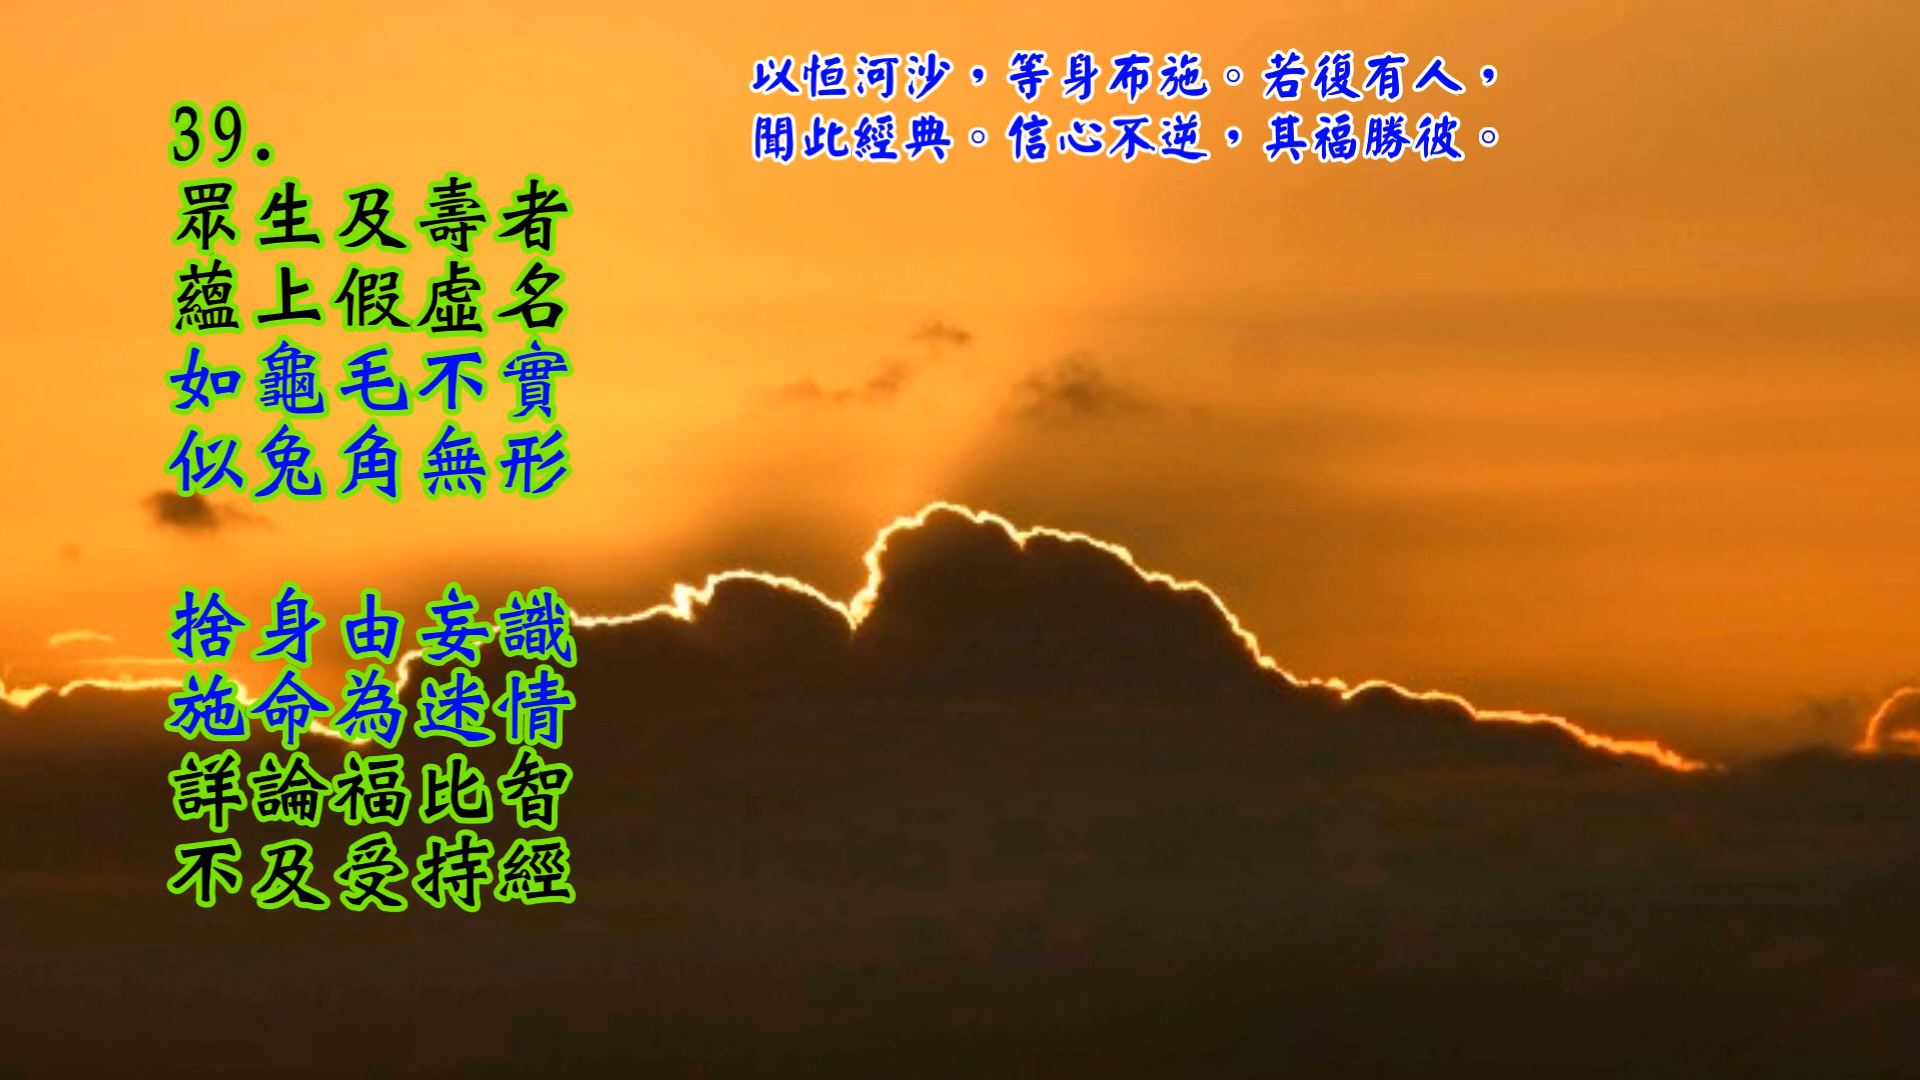 39.
眾生及壽者
蘊上假虛名
如龜毛不實
似兔角無形
捨身由妄識
施命為迷情
詳論福比智
不及受持經
以恒河沙，等身布施。若復有人，
聞此經典。信心不逆，其福勝彼。